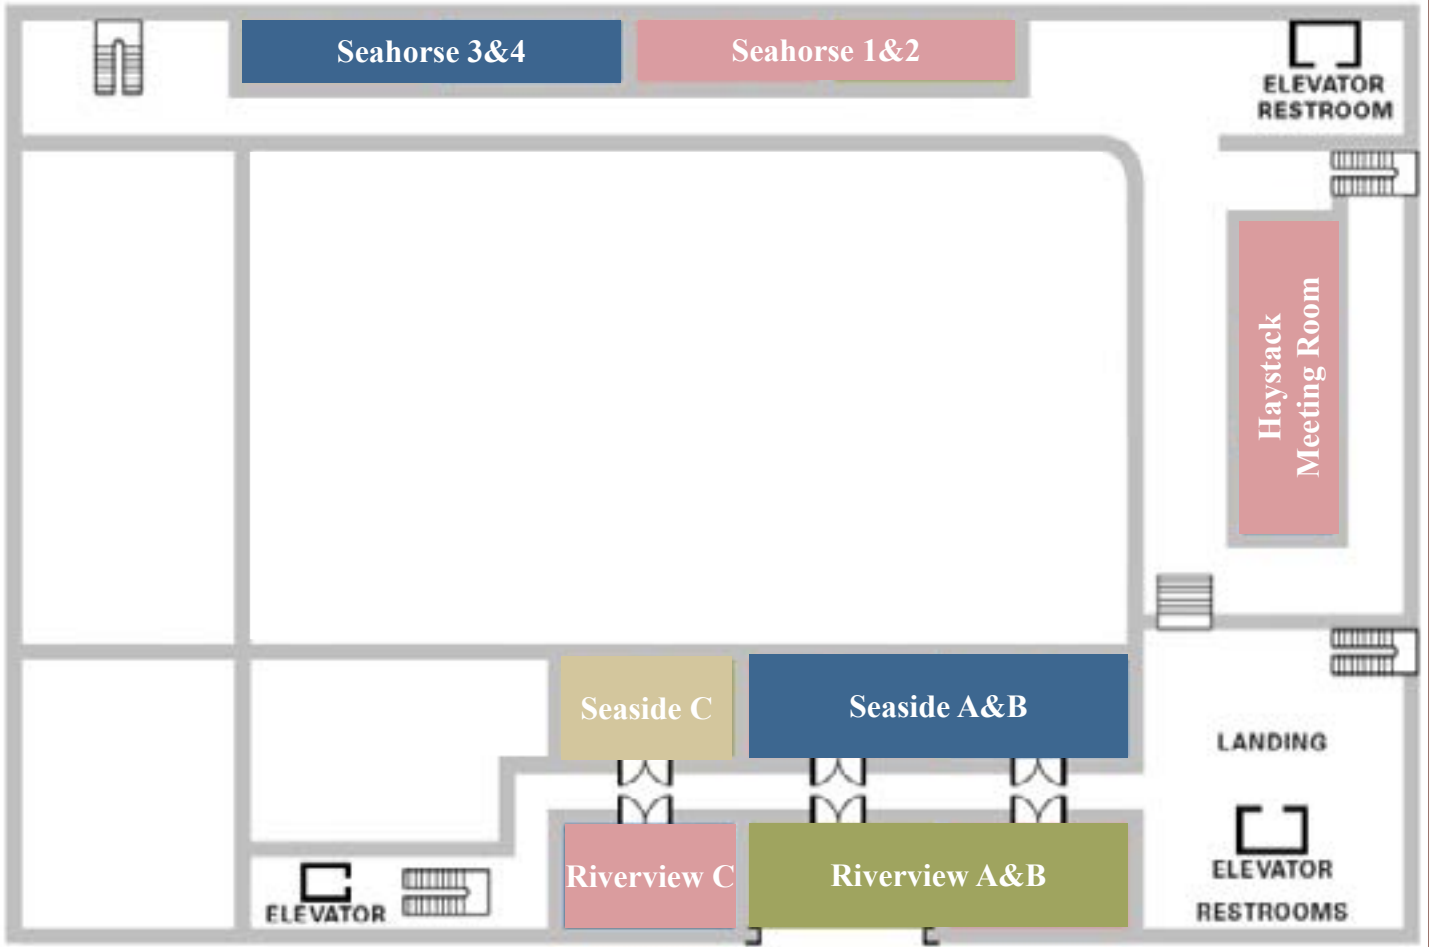 Seahorse 3&4
Seahorse 1&2
ELEVATOR
RESTROOM
Haystack
Meeting Room
Seaside C
Seaside A&B
LANDING
Riverview C
Riverview A&B
ELEVATOR
RESTROOMS
ELEVATOR